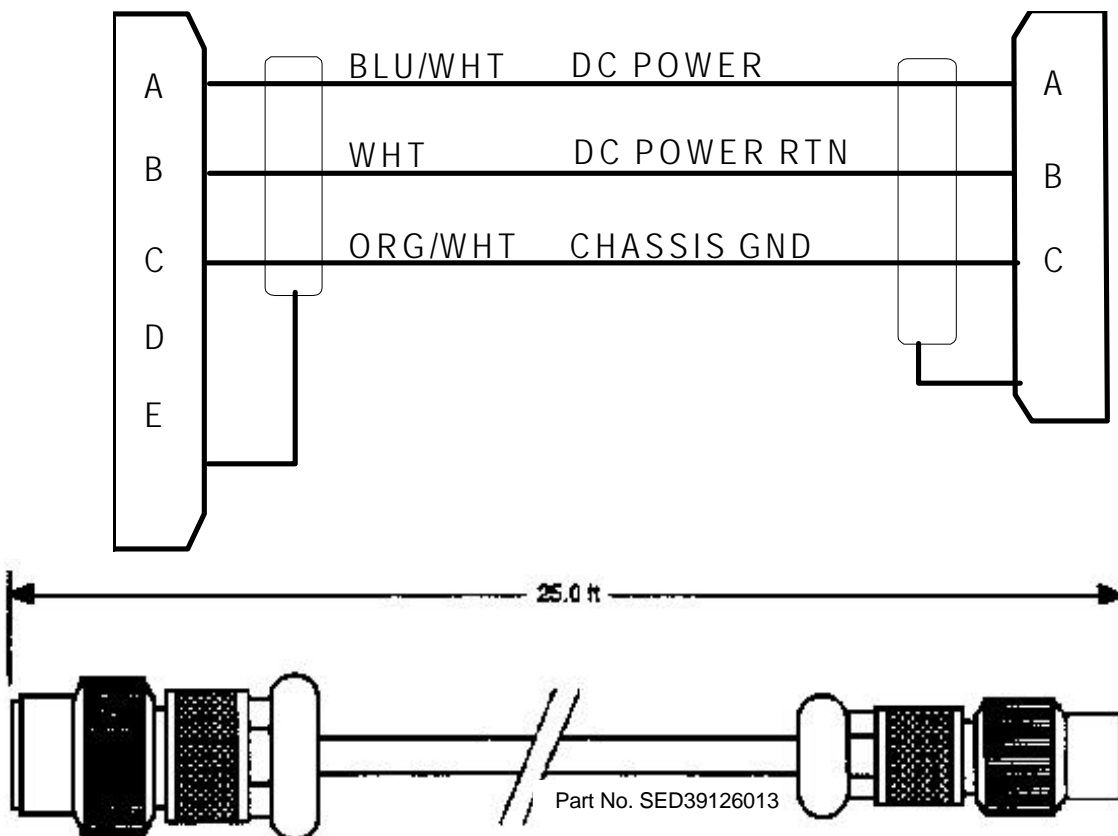 A BLU/WHT DC POWER A
B WHT DC POWER RTN B
C ORG/WHT CHASSIS GND C
D
E
25.0 ft
Part No. SED39126013